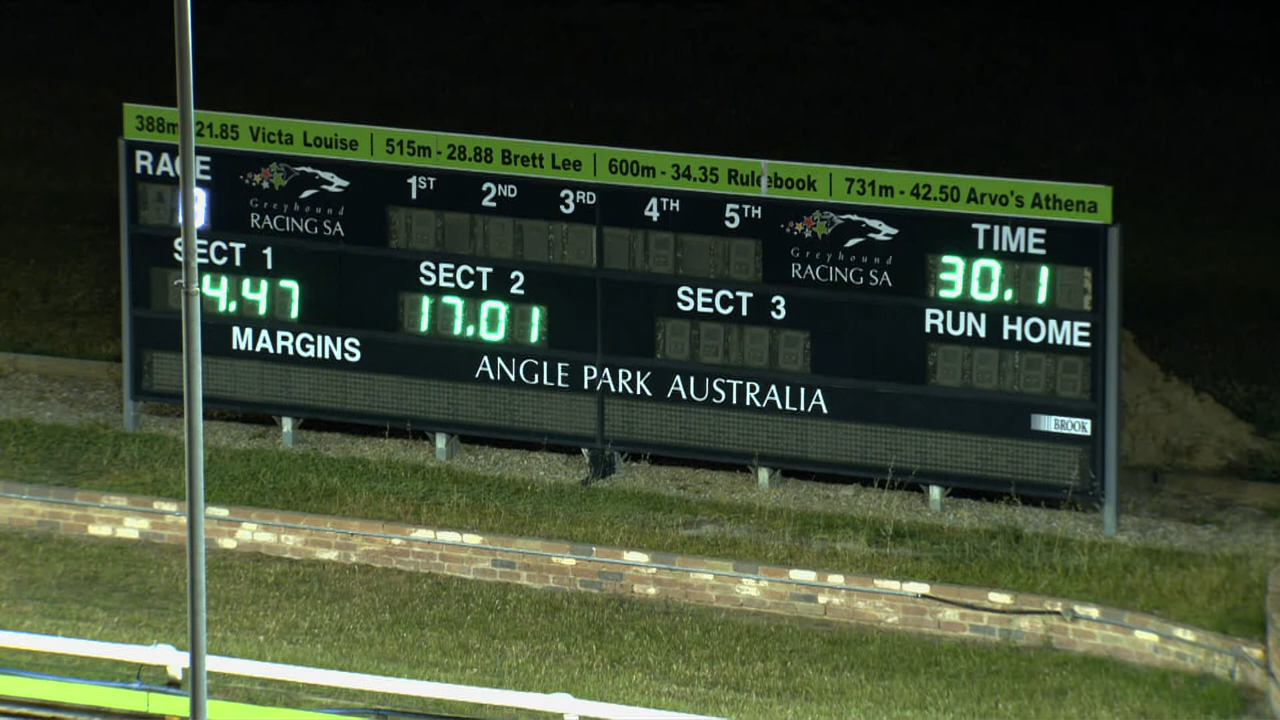 388m 21.85 Victa Louise | 515m - 28.88 Brett Lee | 600m - 34.35 Rulebook | 731m - 42.50 Arvo's Athena
RACE
Greyhound
RACING SA
1ST 2ND 3RD 4TH 5TH
Greyhound
RACING SA
TIME
30.1
SECT 1
4.47
SECT 2
17.01
SECT 3
RUN HOME
MARGINS
ANGLE PARK AUSTRALIA
BROOK